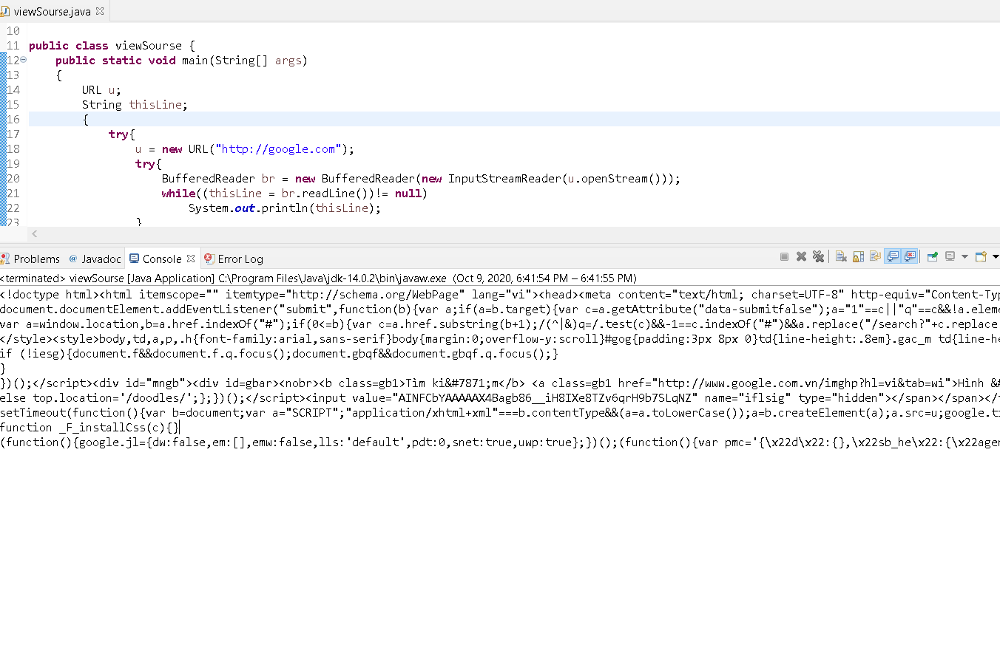 viewSourse.java
10
11 public class viewSourse {
12 public static void main(String[] args)
13 {
14 URL u;
15 String thisLine;
16 {
17 try{
18 u = new URL("http://google.com");
19 try{
20 BufferedReader br = new BufferedReader(new InputStreamReader(u.openStream()));
21 while((thisLine = br.readLine())!= null)
22 System.out.println(thisLine);
23 }
Problems @ Javadoc Console Error Log
<terminated> viewSourse [Java Application] C:\Program Files\Java\jdk-14.0.2\bin\javaw.exe (Oct 9, 2020, 6:41:54 PM – 6:41:55 PM)
<!doctype html><html itemscope="" itemtype="http://schema.org/WebPage" lang="vi"><head><meta content="text/html; charset=UTF-8" http-equiv="Content-Typ
document.documentElement.addEventListener("submit",function(b){var a;if(a=b.target){var c=a.getAttribute("data-submitfalse");a="1"==c||"q"==c&&!a.eleme
var a=window.location,b=a.href.indexOf("#");if(0<=b){var c=a.href.substring(b+1);/(^|&)q=/.test(c)&&-1==c.indexOf("#")&&a.replace("/search?"+c.replace
</style><style>body,td,a,p,.h{font-family:arial,sans-serif}body{margin:0;overflow-y:scroll}#gog{padding:3px 8px 0}td{line-height:.8em}.gac_m td{line-he
if (!iesg){document.f&&document.f.q.focus();document.gbqf&&document.gbqf.q.focus();}
}
})();</script><div id="mngb"><div id=gbar><nobr><b class=gb1>Tìm ki&#7871;m</b> <a class=gb1 href="http://www.google.com.vn/imghp?hl=vi&tab=wi">Hình &#
else top.location='/doodles/';};})();</script><input value="AINFCbYAAAAAX4Bagb86__iH8IXe8TZv6qrH9b7SLqNZ" name="iflsig" type="hidden"></span></span></t
setTimeout(function(){var b=document;var a="SCRIPT";"application/xhtml+xml"===b.contentType&&(a=a.toLowerCase());a=b.createElement(a);a.src=u;google.ti
function _F_installCss(c){}
(function(){google.jl={dw:false,em:[],emw:false,lls:'default',pdt:0,snet:true,uwp:true};})();(function(){var pmc='{\x22d\x22:{},\x22sb_he\x22:{\x22agen